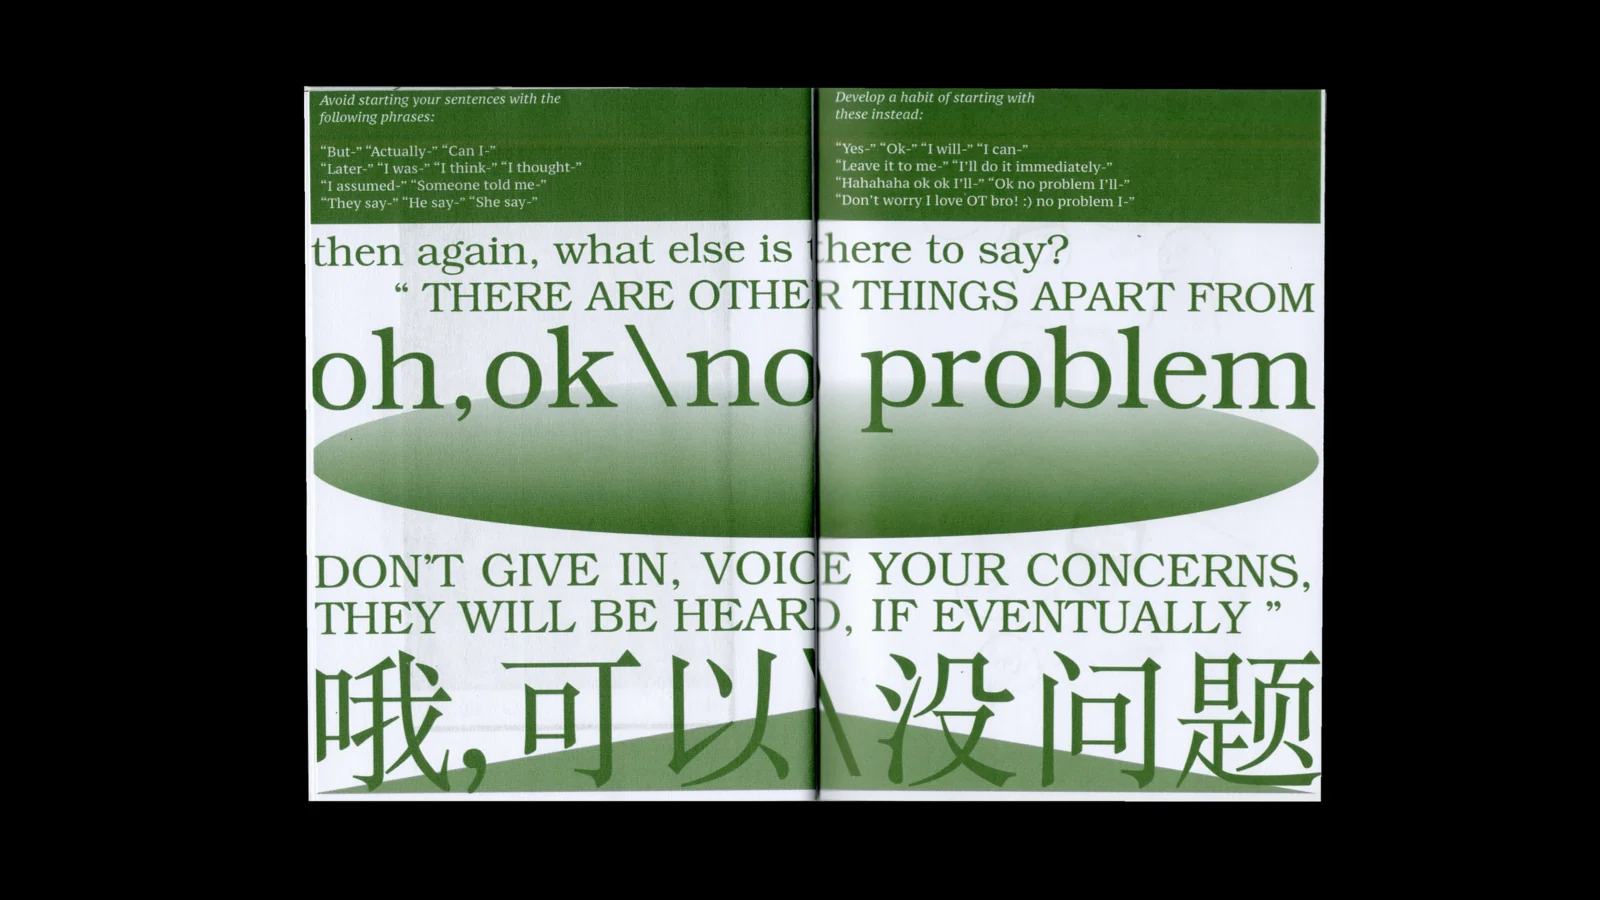 Avoid starting your sentences with the
following phrases:
“But-” “Actually-” “Can I-”
“Later-” “I was-” “I think-” “I thought-”
“I assumed-” “Someone told me-”
“They say-” “He say-” “She say-”
Develop a habit of starting with
these instead:
“Yes-” “Ok-” “I will-” “I can-”
“Leave it to me-” “I’ll do it immediately-”
“Hahahaha ok ok I’ll-” “Ok no problem I’ll-”
“Don’t worry I love OT bro! :) no problem I-”
then again, what else is there to say?
“ THERE ARE OTHER THINGS APART FROM
oh,ok\no problem
DON’T GIVE IN, VOICE YOUR CONCERNS,
THEY WILL BE HEARD, IF EVENTUALLY ”
哦,可以\没问题